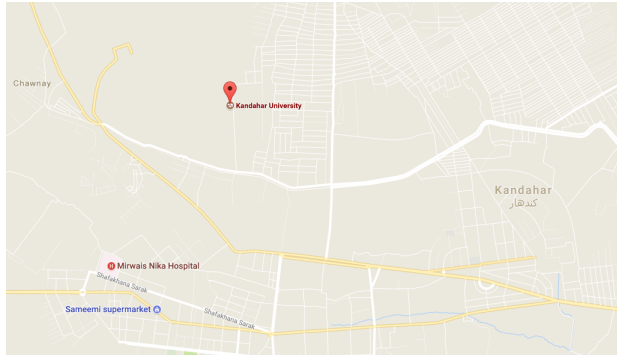 Chawnay
Kandahar University
Kandahar
کندهار
Mirwais Nika Hospital
Shafakhana Sarak
Sameemi supermarket
Shafakhana Sarak